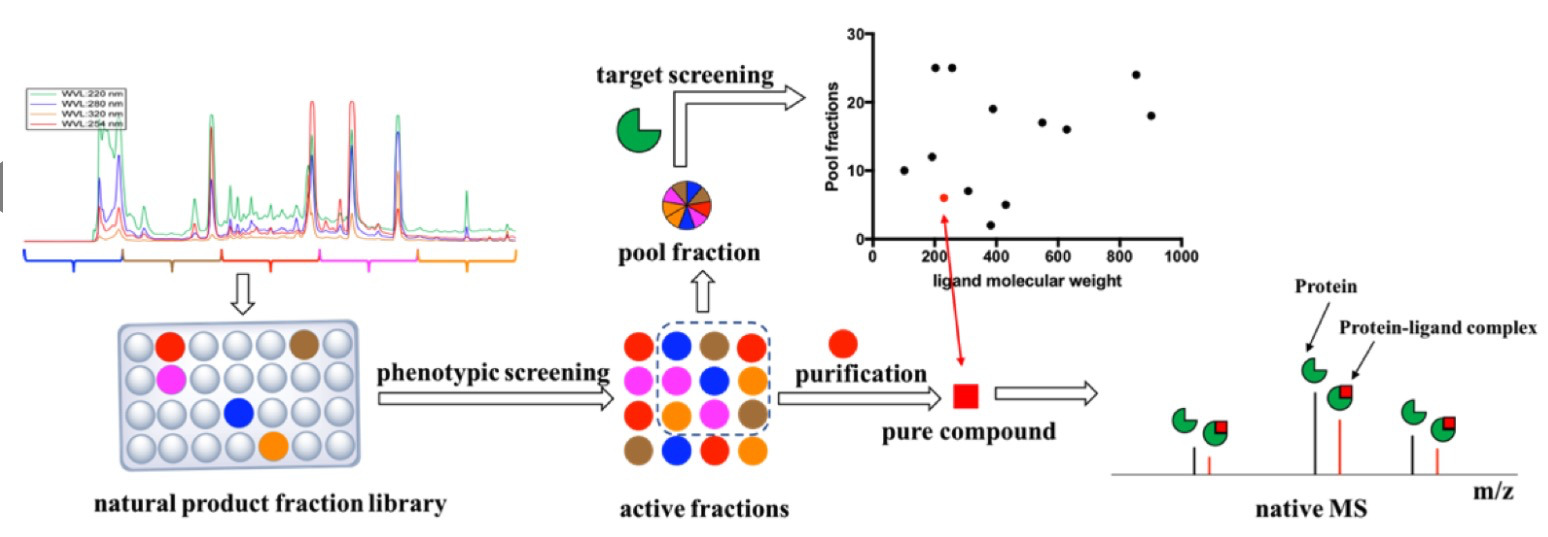 WVL:220 nm
WVL:280 nm
WVL:320 nm
WVL:254 nm
natural product fraction library
phenotypic screening
target screening
pool fraction
active fractions
purification
pure compound
Pool fractions
30
20
10
0
0
200
400
600
800
1000
ligand molecular weight
Protein
Protein-ligand complex
m/z
native MS